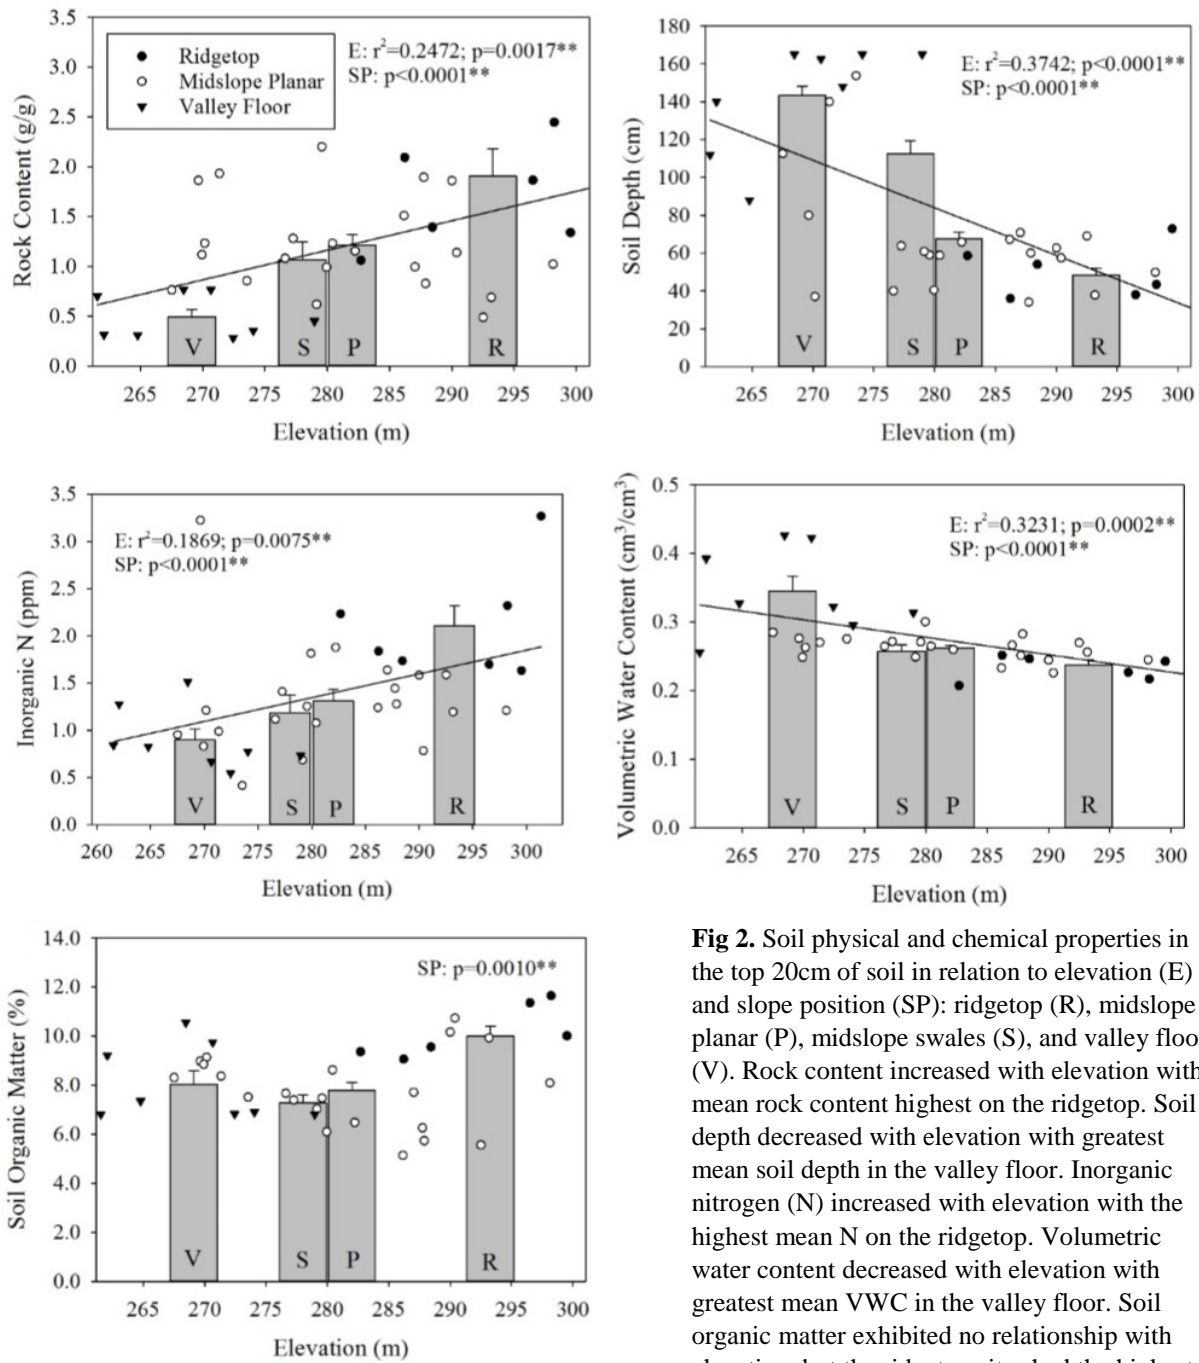 3.5
3.0
2.5
2.0
1.5
1.0
0.5
0.0
Rock Content (g/g)
Ridgetop
Midslope Planar
Valley Floor
E: r²=0.2472; p=0.0017**
SP: p<0.0001**
V
S
P
R
265 270 275 280 285 290 295 300
Elevation (m)
180
160
140
120
100
80
60
40
20
0
Soil Depth (cm)
E: r²=0.3742; p<0.0001**
SP: p<0.0001**
V
S
P
R
265 270 275 280 285 290 295 300
Elevation (m)
3.5
3.0
2.5
2.0
1.5
1.0
0.5
0.0
Inorganic N (ppm)
E: r²=0.1869; p=0.0075**
SP: p<0.0001**
V
S
P
R
260 265 270 275 280 285 290 295 300
Elevation (m)
0.5
0.4
0.3
0.2
0.1
0.0
Volumetric Water Content (cm³/cm³)
E: r²=0.3231; p=0.0002**
SP: p<0.0001**
V
S
P
R
265 270 275 280 285 290 295 300
Elevation (m)
14.0
12.0
10.0
8.0
6.0
4.0
2.0
0.0
Soil Organic Matter (%)
SP: p=0.0010**
V
S
P
R
265 270 275 280 285 290 295 300
Elevation (m)
Fig 2. Soil physical and chemical properties in
the top 20cm of soil in relation to elevation (E)
and slope position (SP): ridgetop (R), midslope
planar (P), midslope swales (S), and valley floo
(V). Rock content increased with elevation with
mean rock content highest on the ridgetop. Soil
depth decreased with elevation with greatest
mean soil depth in the valley floor. Inorganic
nitrogen (N) increased with elevation with the
highest mean N on the ridgetop. Volumetric
water content decreased with elevation with
greatest mean VWC in the valley floor. Soil
organic matter exhibited no relationship with